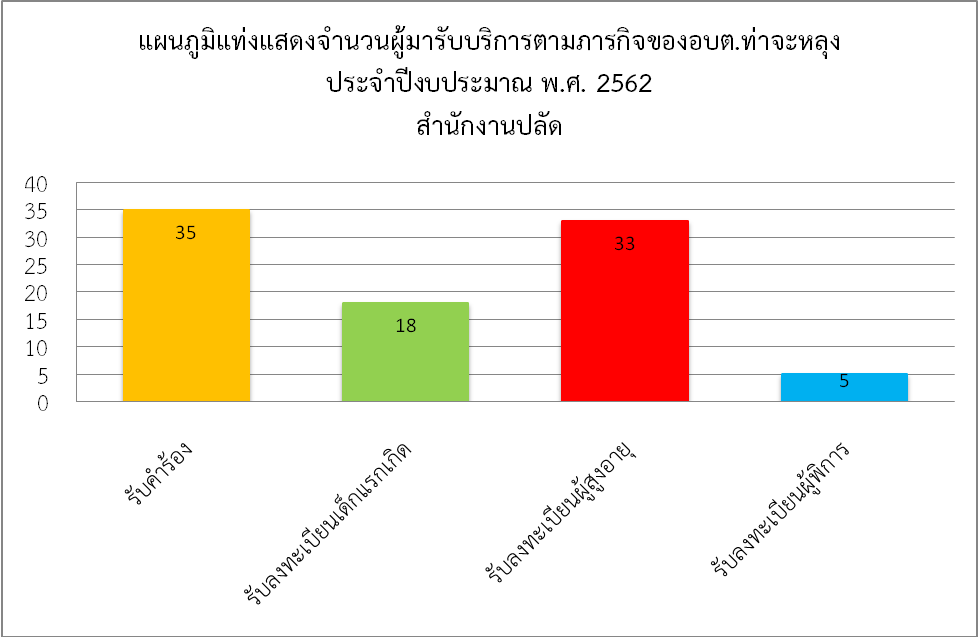 แผนภูมิแท่งแสดงจำนวนผู้มารับบริการตามภารกิจของอบต.ท่าจะหลุง
ประจำปีงบประมาณ พ.ศ. 2562
สำนักงานปลัด
40
35
30
25
20
15
10
5
0
35
18
33
5
รับคำร้อง
รับลงทะเบียนเด็กแรกเกิด
รับลงทะเบียนผู้สูงอายุ
รับลงทะเบียนผู้พิการ